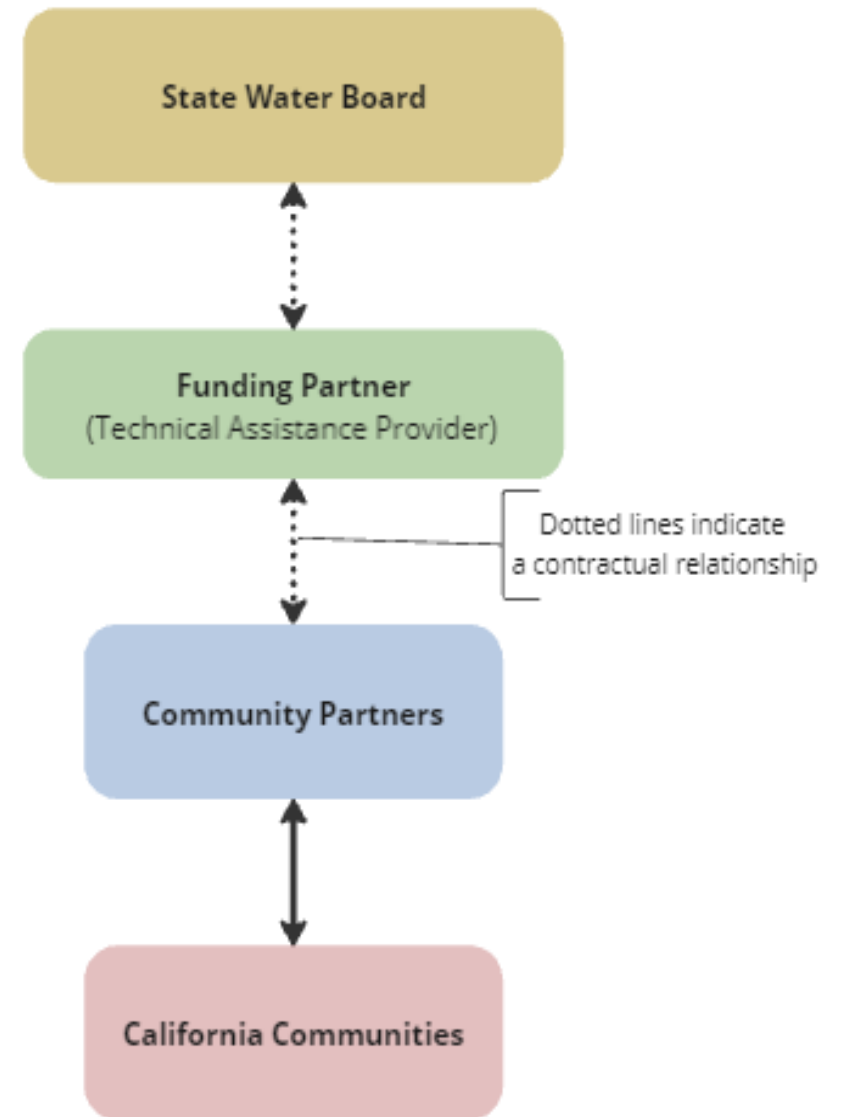 State Water Board
Funding Partner
(Technical Assistance Provider)
Dotted lines indicate
a contractual relationship
Community Partners
California Communities